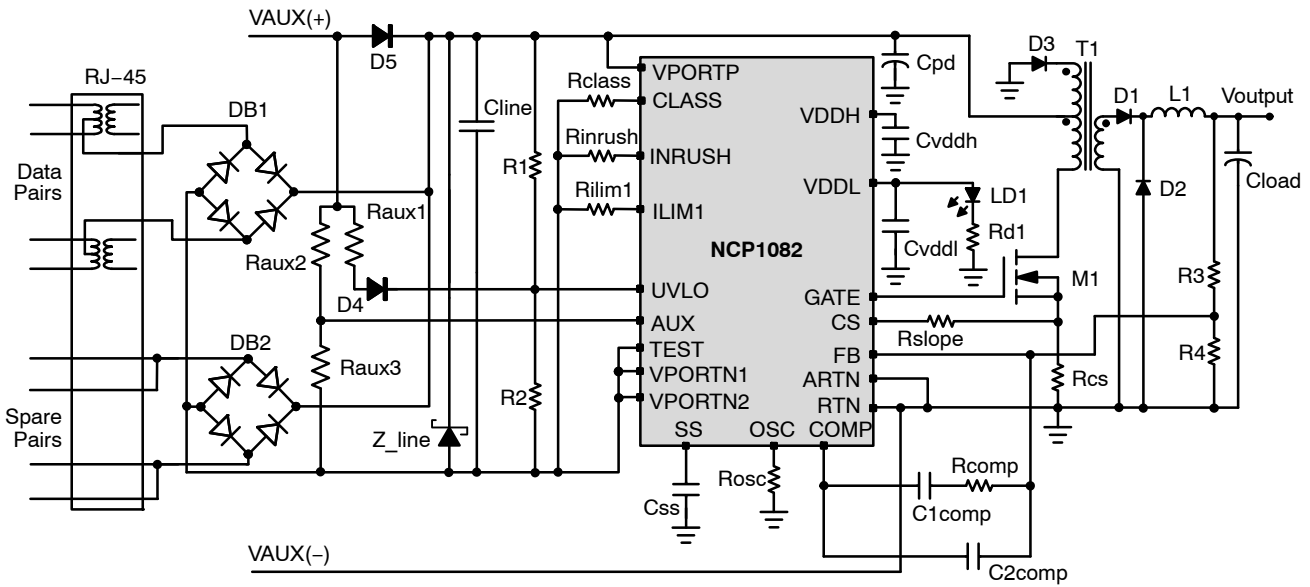 VAUX(+)
D5
RJ−45
DB1
Data
Pairs
Raux1
Raux2
D4
DB2
Raux3
Spare
Pairs
Z_line
Cline
R1
R2
Rclass
Rinrush
Rilim1
VPORTP
CLASS
INRUSH
ILIM1
NCP1082
UVLO
AUX
TEST
VPORTN1
VPORTN2
SS
OSC
COMP
VDDH
VDDL
GATE
CS
FB
ARTN
RTN
Cpd
Cvddh
Cvddl
LD1
Rd1
Rslope
M1
Rcs
D3
T1
D1
L1
Voutput
D2
Cload
R3
R4
Css
Rosc
Rcomp
C1comp
C2comp
VAUX(−)